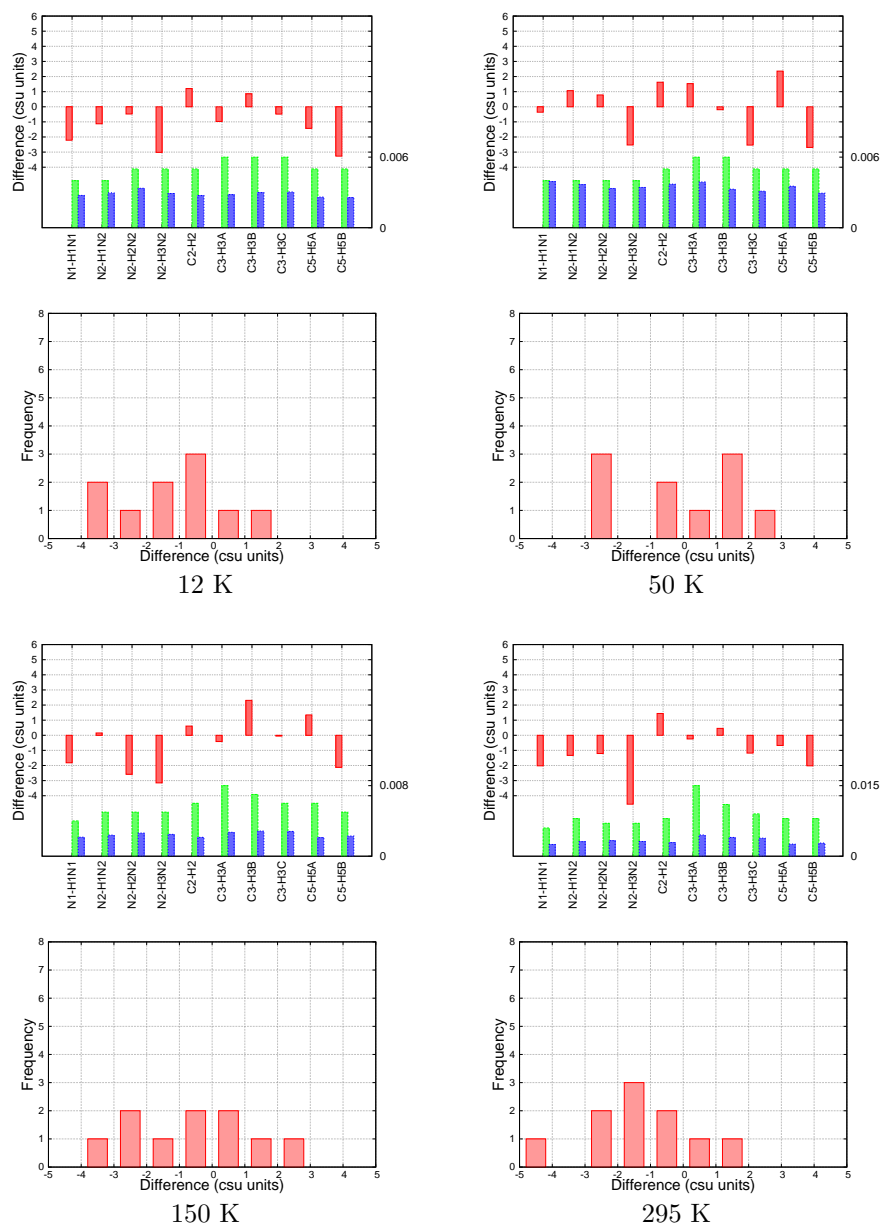 6
5
4
3
2
1
0
-1
-2
-3
-4
Difference (csu units)
0.006
0
N1-H1N1
N2-H1N2
N2-H2N2
N2-H3N2
C2-H2
C3-H3A
C3-H3B
C3-H3C
C5-H5A
C5-H5B
6
5
4
3
2
1
0
-1
-2
-3
-4
Difference (csu units)
0.006
0
N1-H1N1
N2-H1N2
N2-H2N2
N2-H3N2
C2-H2
C3-H3A
C3-H3B
C3-H3C
C5-H5A
C5-H5B
8
7
6
5
4
3
2
1
0
Frequency
-5 -4 -3 -2 -1 0 1 2 3 4 5
Difference (csu units)
12 K
8
7
6
5
4
3
2
1
0
Frequency
-5 -4 -3 -2 -1 0 1 2 3 4 5
Difference (csu units)
50 K
6
5
4
3
2
1
0
-1
-2
-3
-4
Difference (csu units)
0.008
0
N1-H1N1
N2-H1N2
N2-H2N2
N2-H3N2
C2-H2
C3-H3A
C3-H3B
C3-H3C
C5-H5A
C5-H5B
6
5
4
3
2
1
0
-1
-2
-3
-4
Difference (csu units)
0.015
0
N1-H1N1
N2-H1N2
N2-H2N2
N2-H3N2
C2-H2
C3-H3A
C3-H3B
C3-H3C
C5-H5A
C5-H5B
8
7
6
5
4
3
2
1
0
Frequency
-5 -4 -3 -2 -1 0 1 2 3 4 5
Difference (csu units)
150 K
8
7
6
5
4
3
2
1
0
Frequency
-5 -4 -3 -2 -1 0 1 2 3 4 5
Difference (csu units)
295 K